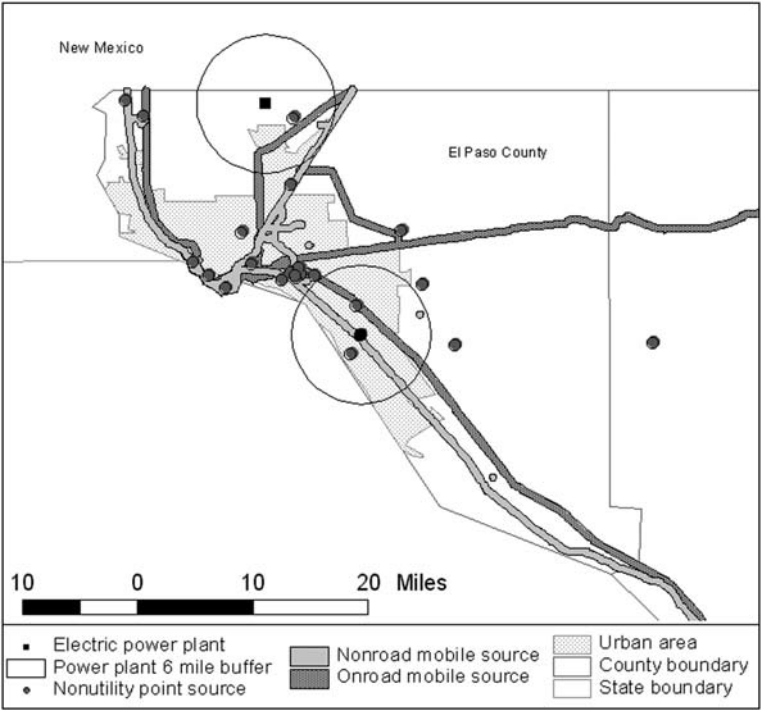 New Mexico
El Paso County
10 0 10 20 Miles
Electric power plant
Power plant 6 mile buffer
Nonutility point source
Nonroad mobile source
Onroad mobile source
Urban area
County boundary
State boundary